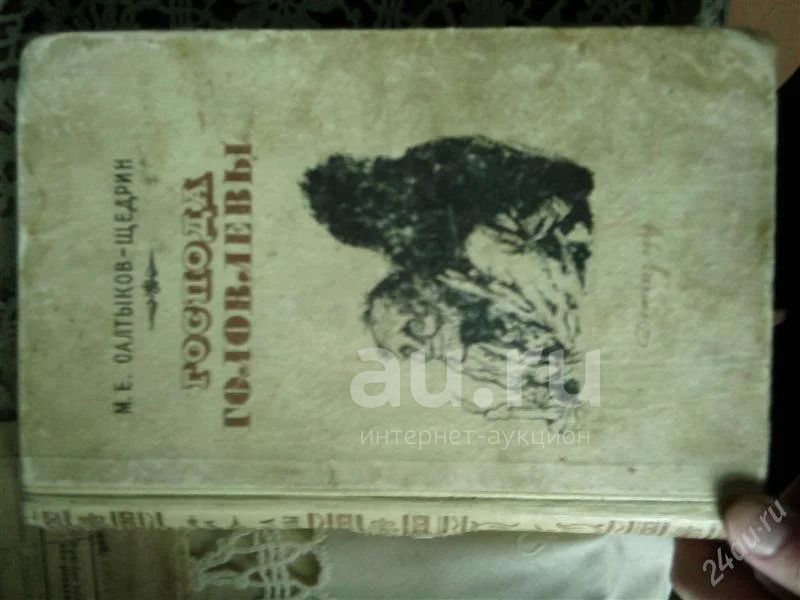 М. Е. САЛТЫКОВ-ЩЕДРИН
ГОСПОДА
ГОЛОВЛЕВЫ
au.ru
интернет-аукцион
24au.ru